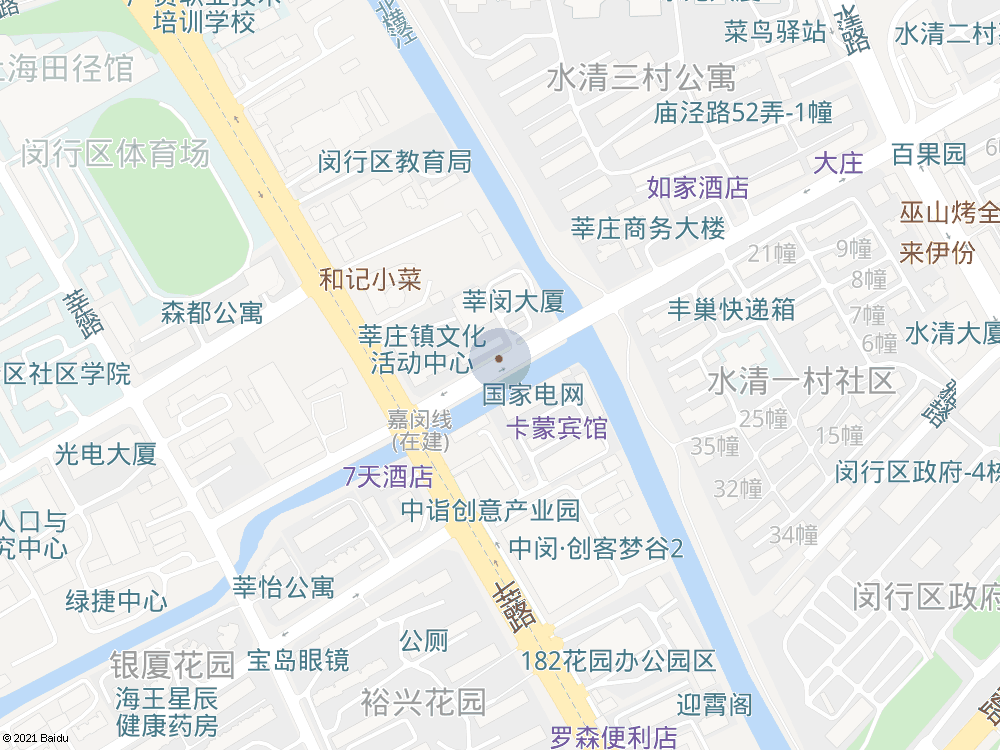 培训学校
北横泾
菜鸟驿站
水清路
水清二村
上海田径馆
水清三村公寓
庙泾路52弄-1幢
闵行区体育场
闵行区教育局
百果园
大庄
如家酒店
莘庄商务大楼
巫山烤全
来伊份
21幢
9幢
8幢
7幢
6幢
和记小菜
莘闵大厦
森都公寓
丰巢快递箱
水清大厦
莘庄镇文化
活动中心
区社区学院
国家电网
水清一村社区
卡蒙宾馆
嘉闵线
(在建)
25幢
15幢
35幢
光电大厦
7天酒店
闵行区政府-4栋
32幢
中诣创意产业园
人口与
究中心
34幢
中闵·创客梦谷2
莘怡公寓
绿捷中心
闵行区政府
公厕
银厦花园
宝岛眼镜
182花园办公园区
海王星辰
健康药房
裕兴花园
迎霄阁
罗森便利店
© 2021 Baidu